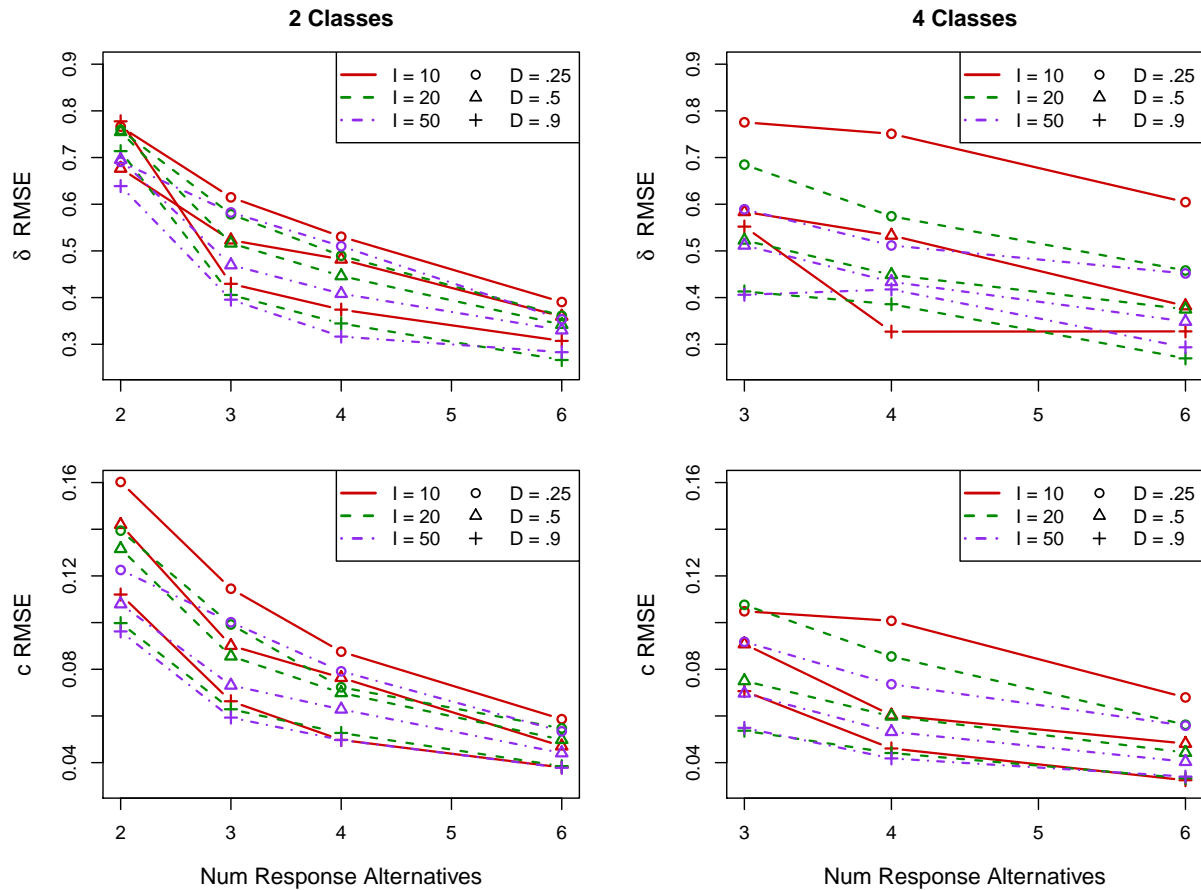 2 Classes
0.9
0.8
0.7
0.6
0.5
0.4
0.3
δ RMSE
I = 10 D = .25
I = 20 D = .5
I = 50 D = .9
2 3 4 5 6
4 Classes
0.9
0.8
0.7
0.6
0.5
0.4
0.3
δ RMSE
I = 10 D = .25
I = 20 D = .5
I = 50 D = .9
3 4 5 6
0.16
0.12
0.08
0.04
c RMSE
I = 10 D = .25
I = 20 D = .5
I = 50 D = .9
2 3 4 5 6
Num Response Alternatives
0.16
0.12
0.08
0.04
c RMSE
I = 10 D = .25
I = 20 D = .5
I = 50 D = .9
3 4 5 6
Num Response Alternatives